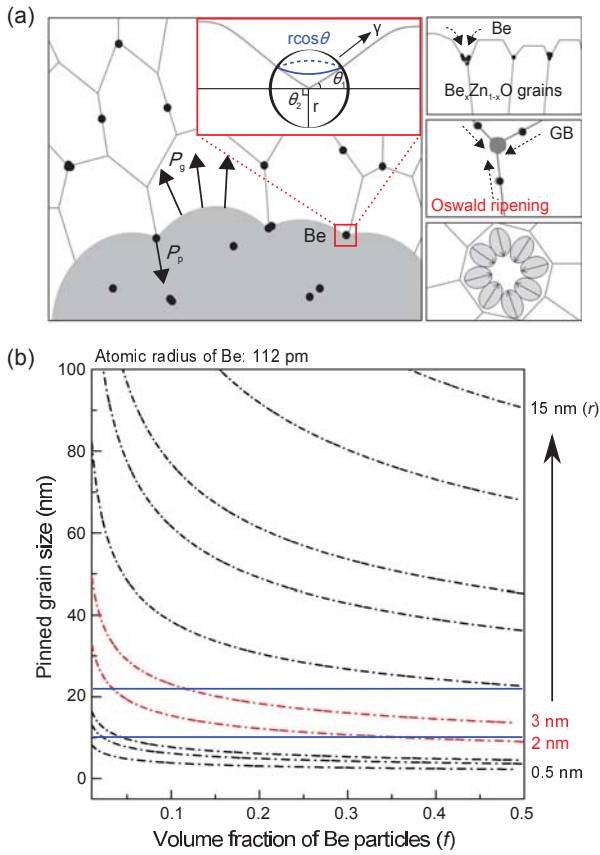 (a)
rcosθ
γ
θ1
θ2
r
Pg
Pp
Be
Be
BexZn1-xO grains
GB
Oswald ripening
(b)
Atomic radius of Be: 112 pm
100
80
60
40
20
0
Pinned grain size (nm)
15 nm (r)
3 nm
2 nm
0.5 nm
0.1 0.2 0.3 0.4 0.5
Volume fraction of Be particles (f)